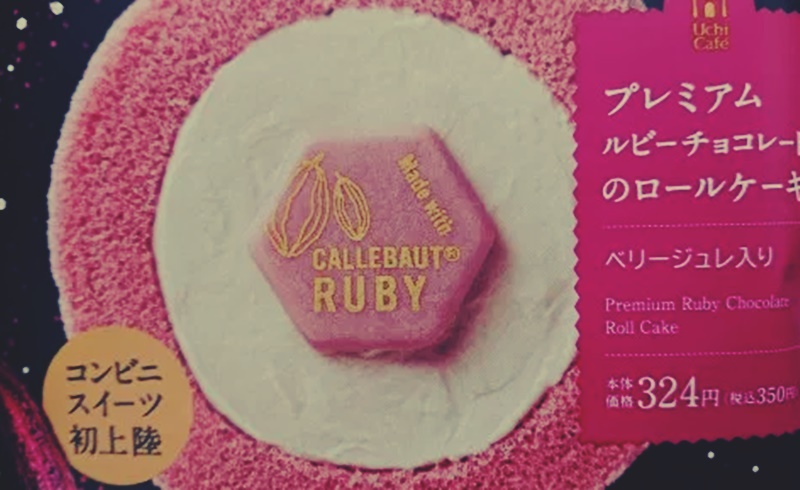 Uchi
Café
プレミアム
ルビーチョコレート
のロールケーキ
ベリージュレ入り
Premium Ruby Chocolate
Roll Cake
本体
価格 324円 (税込350円
Made with
CALLEBAUT®
RUBY
コンビニ
スイーツ
初上陸